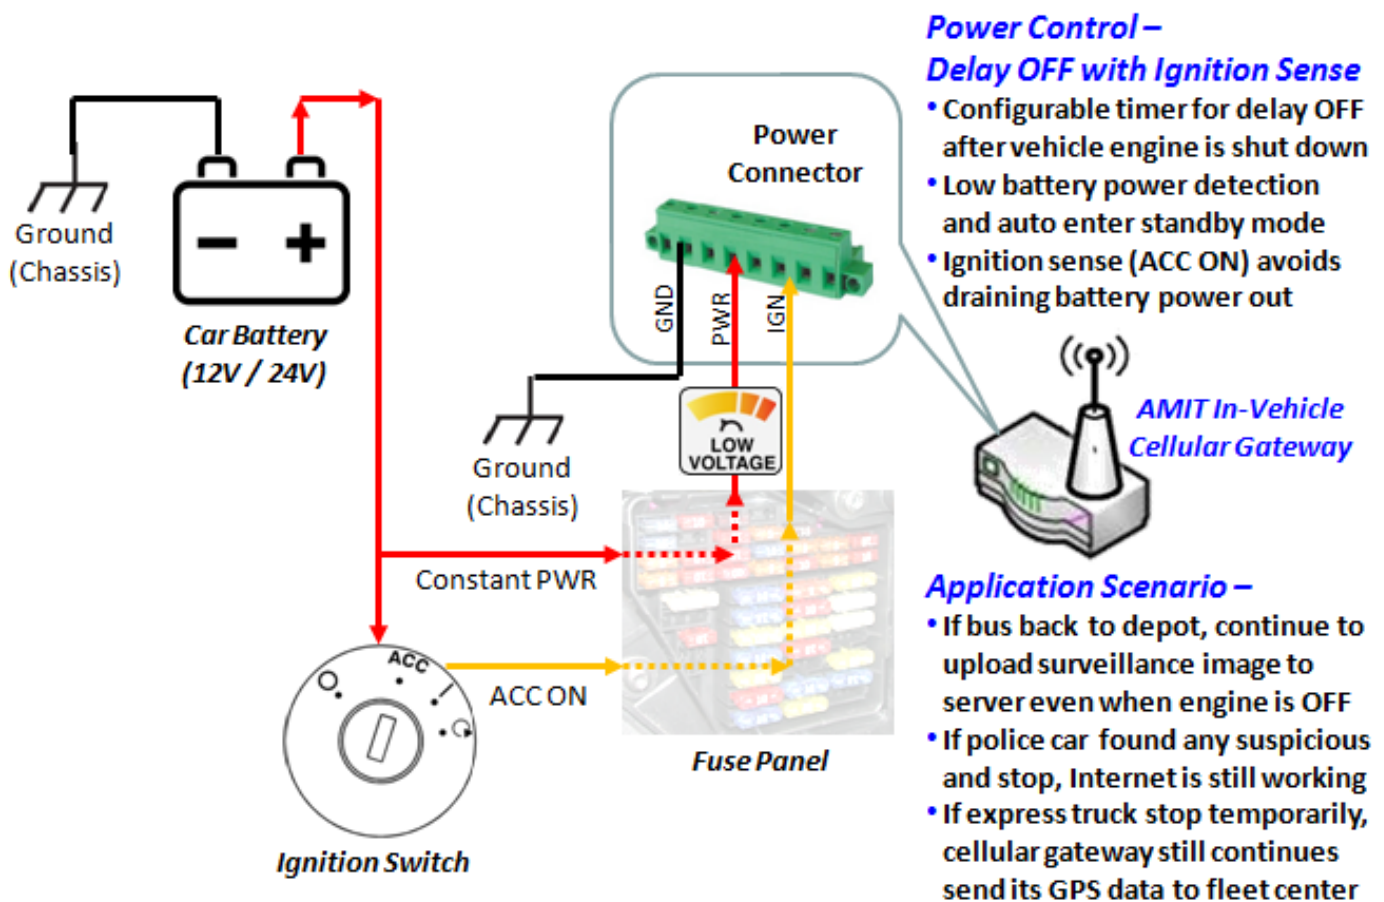 Power Control –
Delay OFF with Ignition Sense
• Configurable timer for delay OFF
after vehicle engine is shut down
• Low battery power detection
and auto enter standby mode
• Ignition sense (ACC ON) avoids
draining battery power out
Power
Connector
GND
PWR
IGN
Ground
(Chassis)
Car Battery
(12V / 24V)
LOW
VOLTAGE
Ground
(Chassis)
AMIT In-Vehicle
Cellular Gateway
Constant PWR
ACC
ACC ON
Fuse Panel
Ignition Switch
Application Scenario –
• If bus back to depot, continue to
upload surveillance image to
server even when engine is OFF
• If police car found any suspicious
and stop, Internet is still working
• If express truck stop temporarily,
cellular gateway still continues
send its GPS data to fleet center